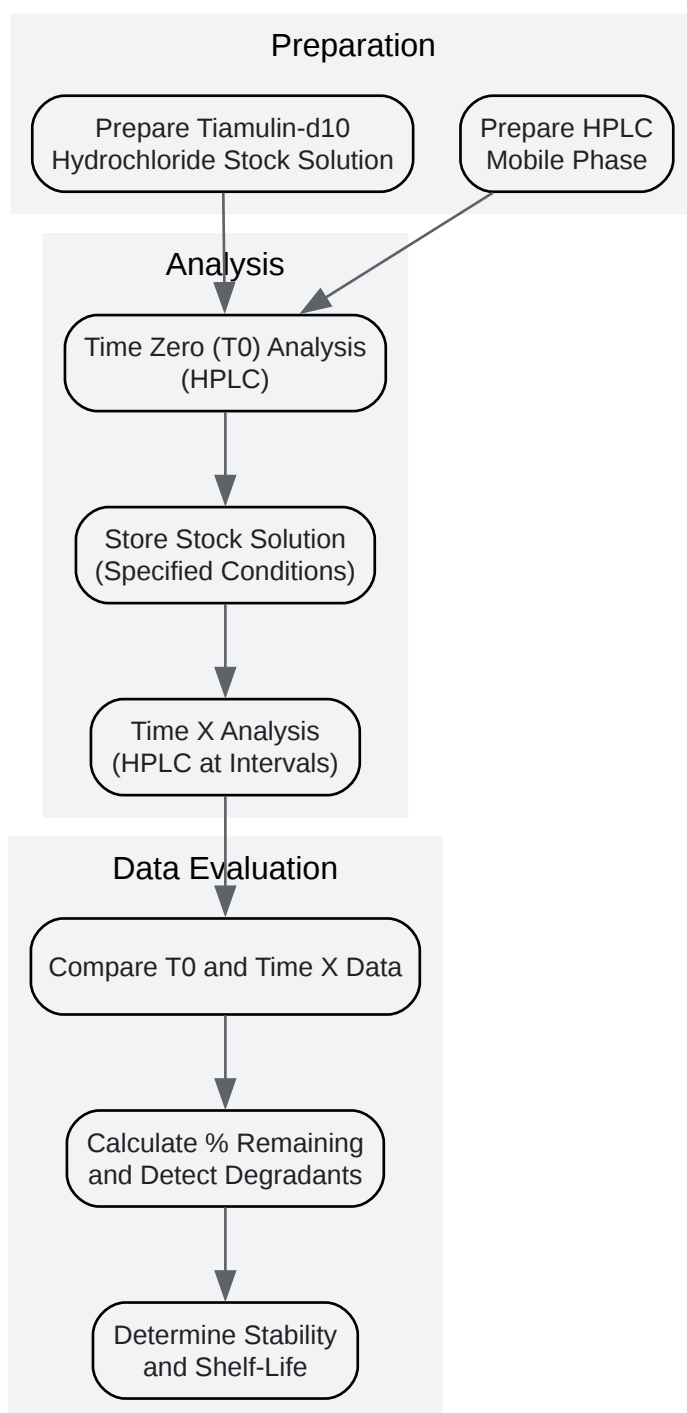 Preparation
Prepare Tiamulin-d10
Hydrochloride Stock Solution
Prepare HPLC
Mobile Phase
Analysis
Time Zero (T0) Analysis
(HPLC)
Store Stock Solution
(Specified Conditions)
Time X Analysis
(HPLC at Intervals)
Data Evaluation
Compare T0 and Time X Data
Calculate % Remaining
and Detect Degradants
Determine Stability
and Shelf-Life